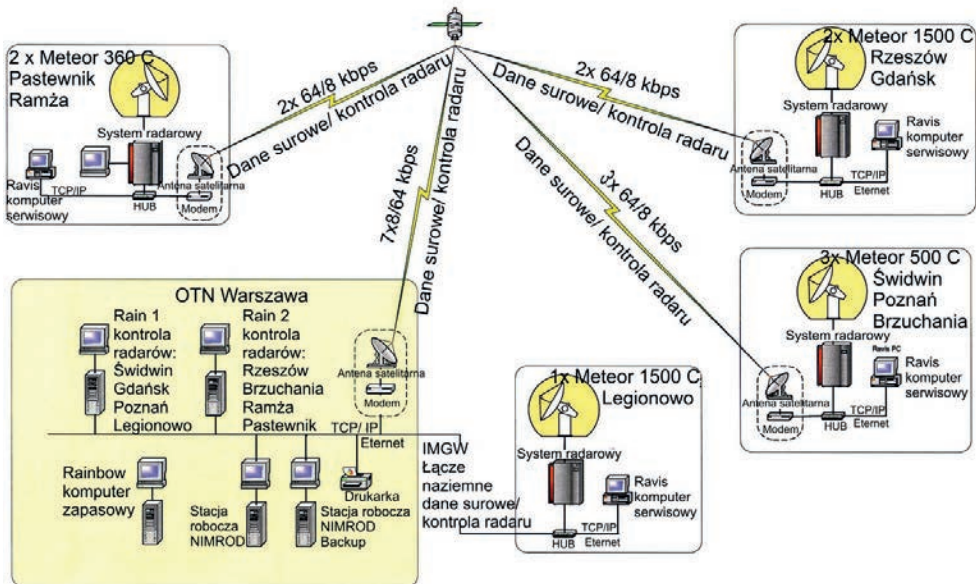 2 x Meteor 360 C
Pastewnik
Ramża
System radarowy
Ravis
komputer
serwisowy
TCP/IP
HUB
Antena satelitarna
Modem
2x 64/8 kbps
Dane surowe/ kontrola radaru
7x8/64 kbps
Dane surowe/ kontrola radaru
2x 64/8 kbps
Dane surowe/ kontrola radaru
3x 64/8 kbps
Dane surowe/ kontrola radaru
2x Meteor 1500 C
Rzeszów
Gdańsk
System radarowy
Ravis
komputer
serwisowy
Antena satelitarna
Modem
HUB
TCP/IP
Eternet
3x Meteor 500 C
Świdwin
Poznań
Brzuchania
System radarowy
Ravis PC
Ravis
komputer
serwisowy
Antena satelitarna
Modem
HUB
TCP/IP
Eternet
OTN Warszawa
Rain 1
kontrola
radarów:
Świdwin
Gdańsk
Poznań
Legionowo
Rain 2
kontrola
radarów:
Rzeszów
Brzuchania
Ramża
Pastewnik
Antena satelitarna
Modem
TCP/ IP
Eternet
Rainbow
komputer
zapasowy
Stacja
robocza
NIMROD
Stacja robocza
NIMROD
Backup
Drukarka
IMGW
Łącze
naziemne
dane surowe/
kontrola radaru
1x Meteor 1500 C
Legionowo
System radarowy
Ravis
komputer
serwisowy
HUB
TCP/IP
Eternet